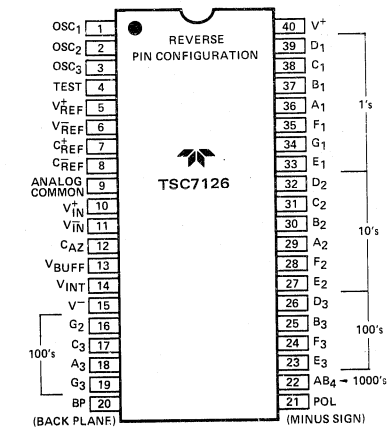 REVERSE
PIN CONFIGURATION
TSC7126
OSC1 1
OSC2 2
OSC3 3
TEST 4
V+REF 5
V−REF 6
C+REF 7
C−REF 8
ANALOG
COMMON 9
V+IN 10
V−IN 11
CAZ 12
VBUFF 13
VINT 14
V− 15
G2 16
C3 17
A3 18
G3 19
100's
BP 20
(BACK PLANE)
40 V+
39 D1
38 C1
37 B1
36 A1
35 F1
34 G1
33 E1
1's
32 D2
31 C2
30 B2
29 A2
28 F2
27 E2
10's
26 D3
25 B3
24 F3
23 E3
100's
22 AB4 → 1000's
21 POL
(MINUS SIGN)